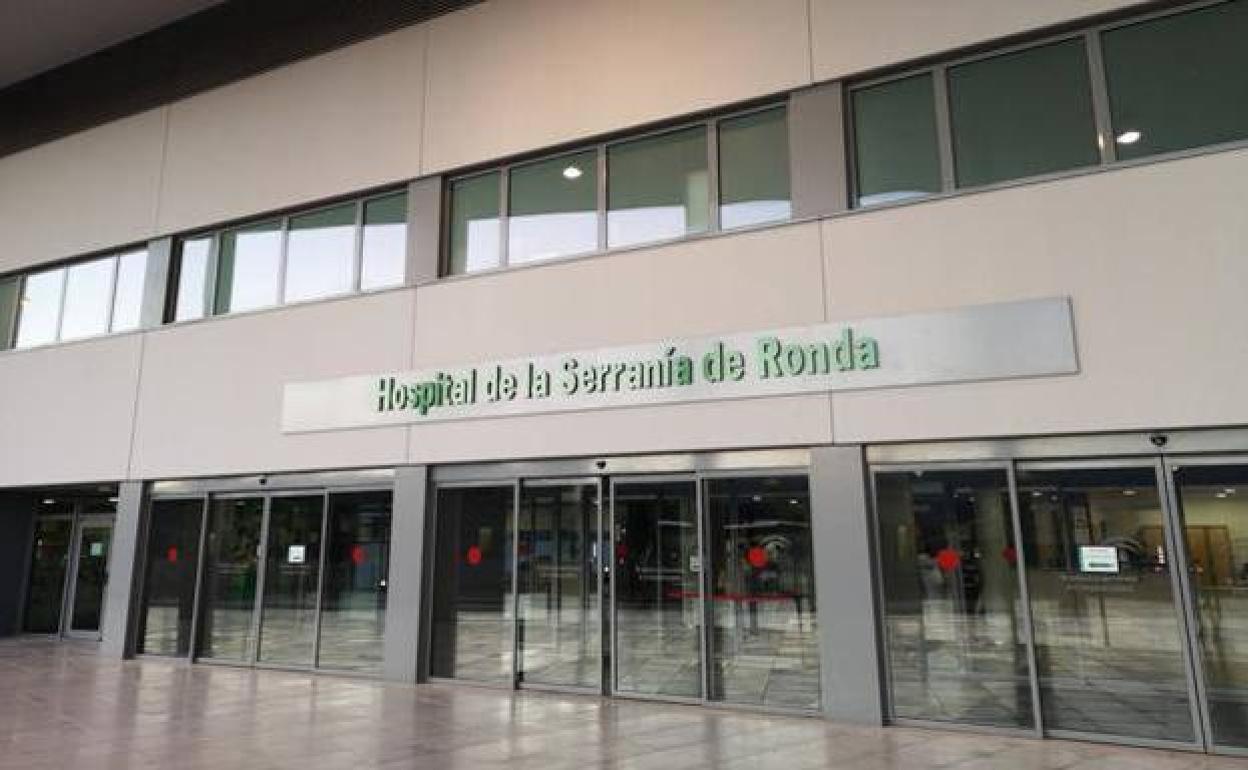 Hospital de la Serranía de Ronda